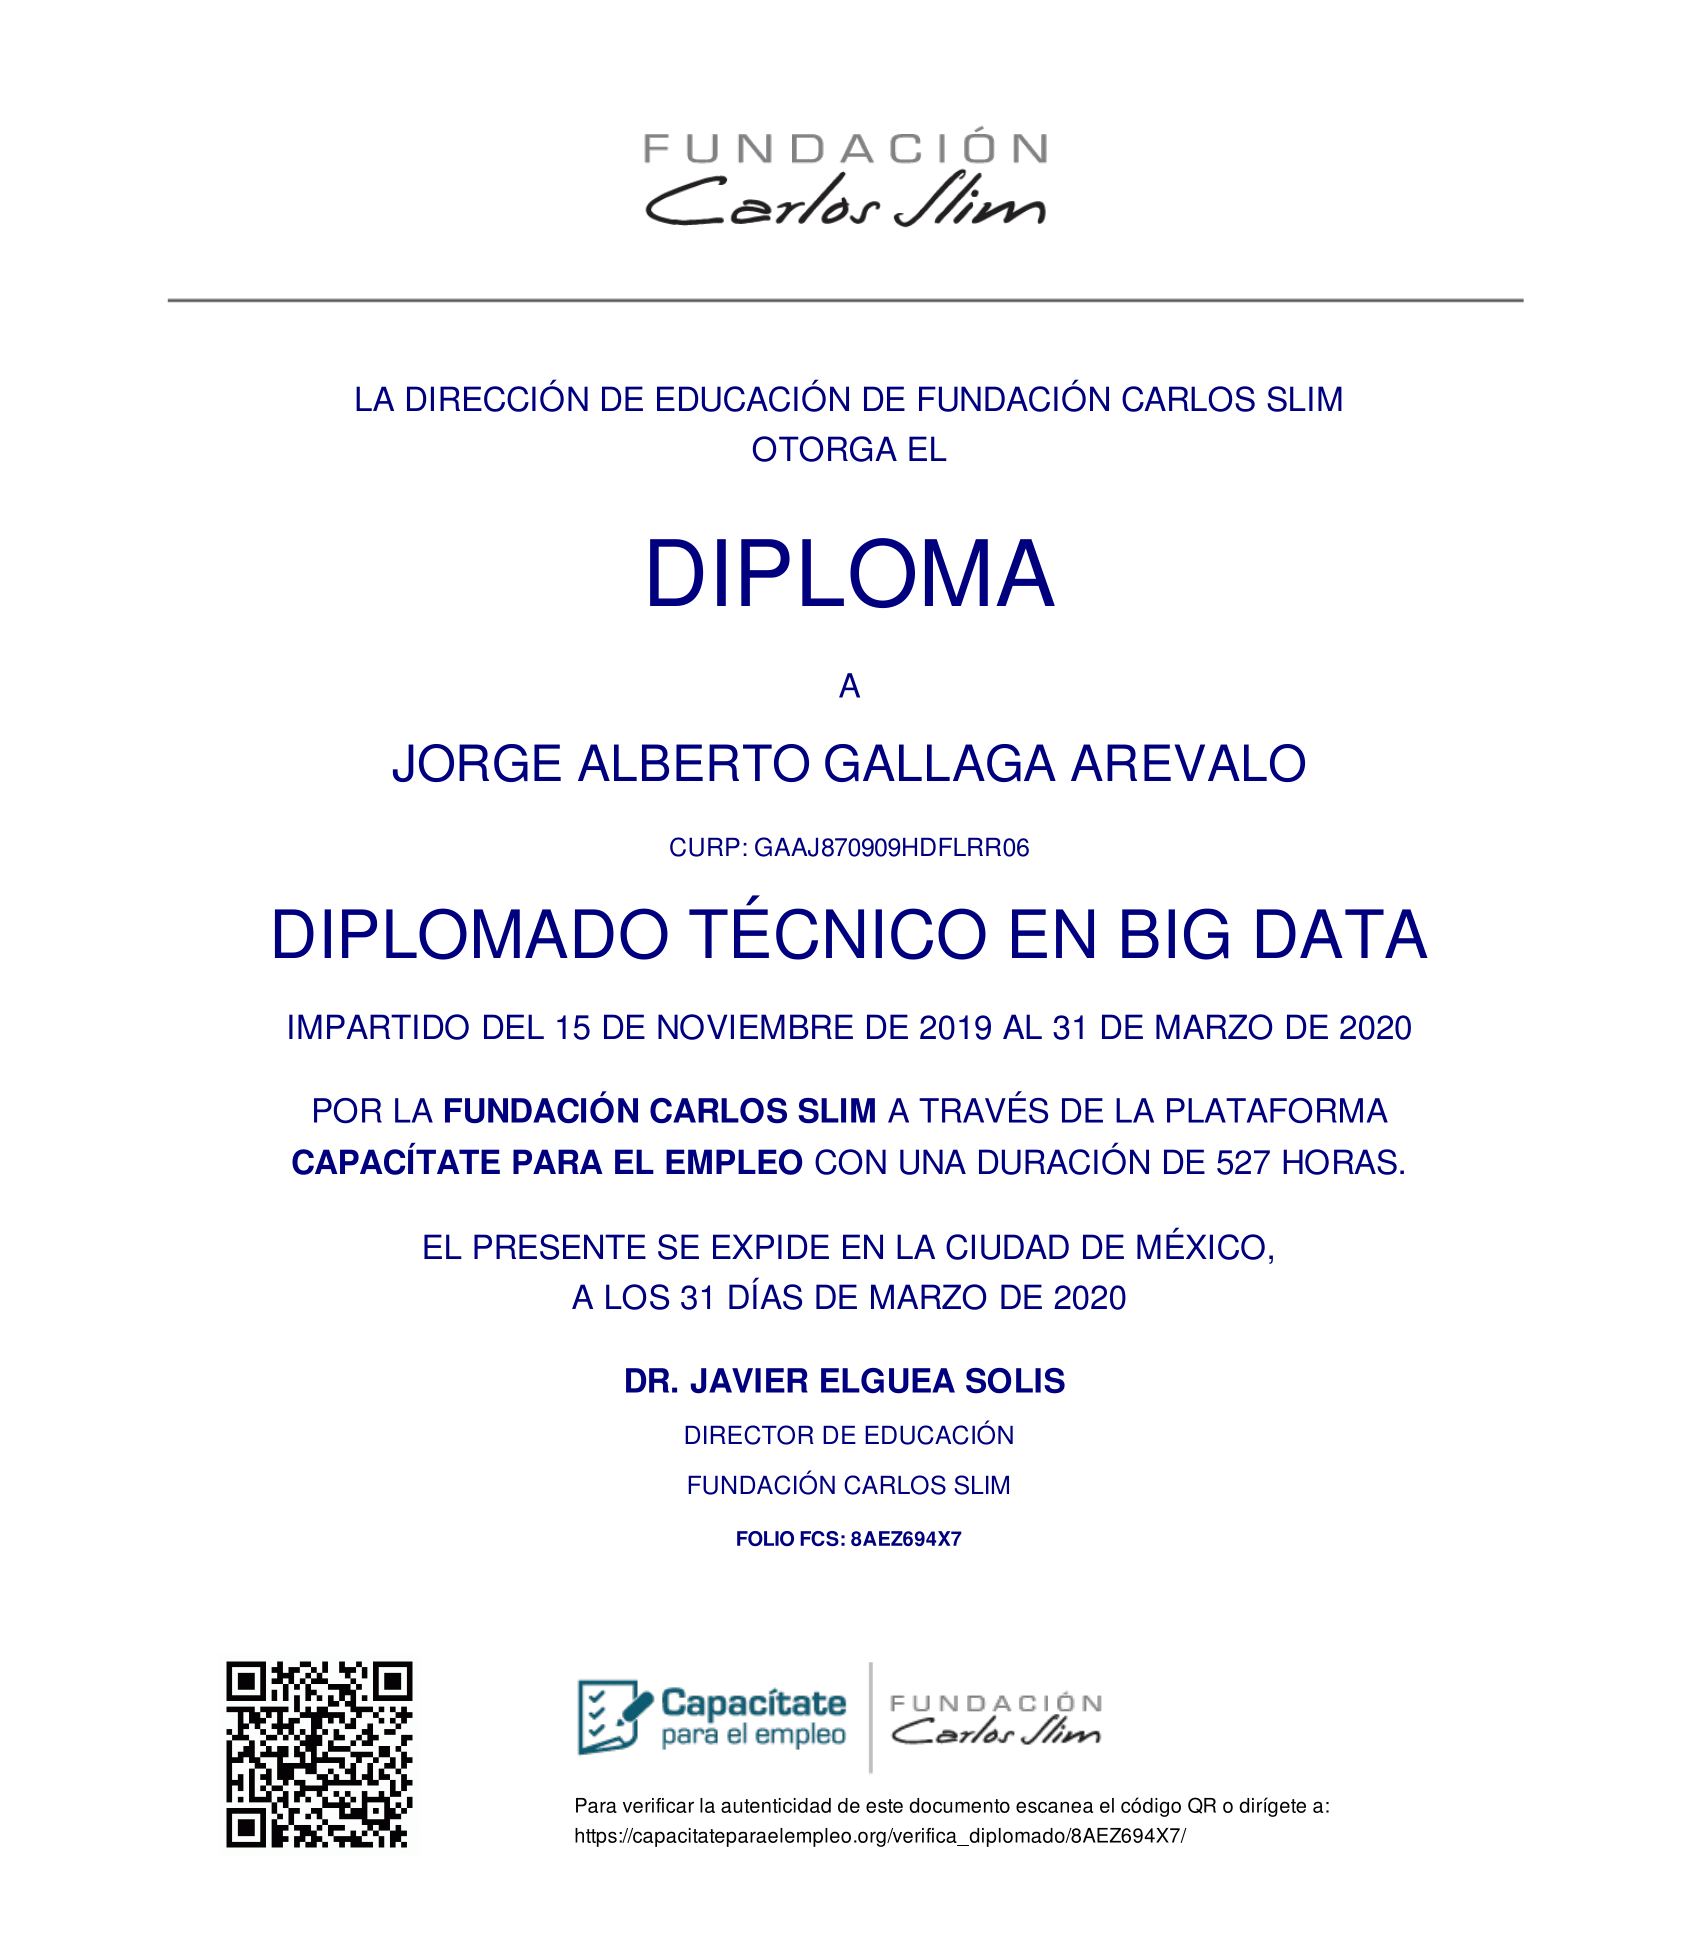 FUNDACIÓN
Carlos Slim
LA DIRECCIÓN DE EDUCACIÓN DE FUNDACIÓN CARLOS SLIM
OTORGA EL
DIPLOMA
A
JORGE ALBERTO GALLAGA AREVALO
CURP: GAAJ870909HDFLRR06
DIPLOMADO TÉCNICO EN BIG DATA
IMPARTIDO DEL 15 DE NOVIEMBRE DE 2019 AL 31 DE MARZO DE 2020
POR LA FUNDACIÓN CARLOS SLIM A TRAVÉS DE LA PLATAFORMA
CAPACÍTATE PARA EL EMPLEO CON UNA DURACIÓN DE 527 HORAS.
EL PRESENTE SE EXPIDE EN LA CIUDAD DE MÉXICO,
A LOS 31 DÍAS DE MARZO DE 2020
DR. JAVIER ELGUEA SOLIS
DIRECTOR DE EDUCACIÓN
FUNDACIÓN CARLOS SLIM
FOLIO FCS: 8AEZ694X7
Capacítate
para el empleo
FUNDACIÓN
Carlos Slim
Para verificar la autenticidad de este documento escanea el código QR o dirígete a:
https://capacitateparaelempleo.org/verifica_diplomado/8AEZ694X7/